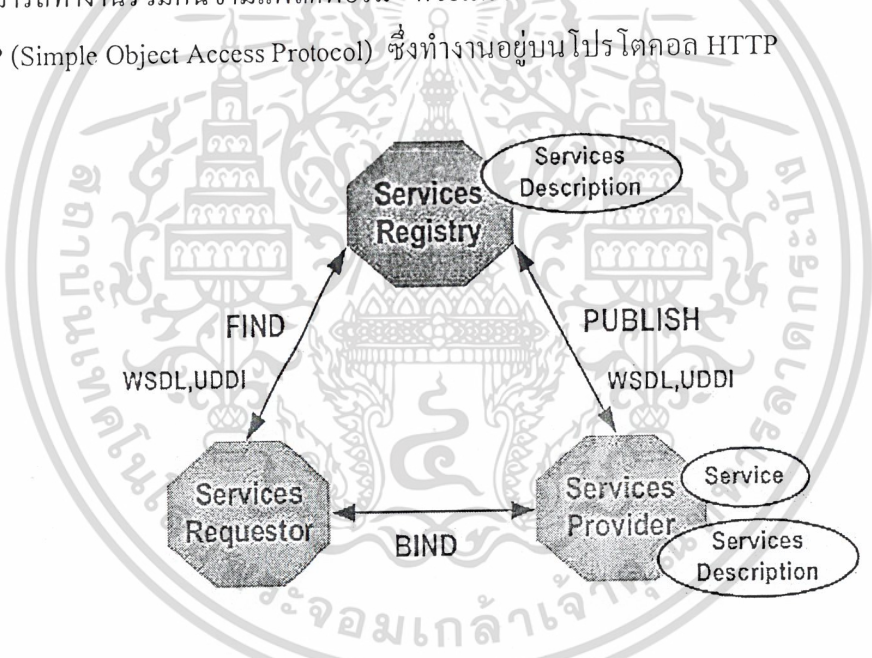 (Simple Object Access Protocol) ซึ่งทำงานอยู่บนโปรโตคอล HTTP
Services
Description
Services
Registry
FIND
PUBLISH
WSDL,UDDI
WSDL,UDDI
Services
Requestor
BIND
Services
Provider
Service
Services
Description